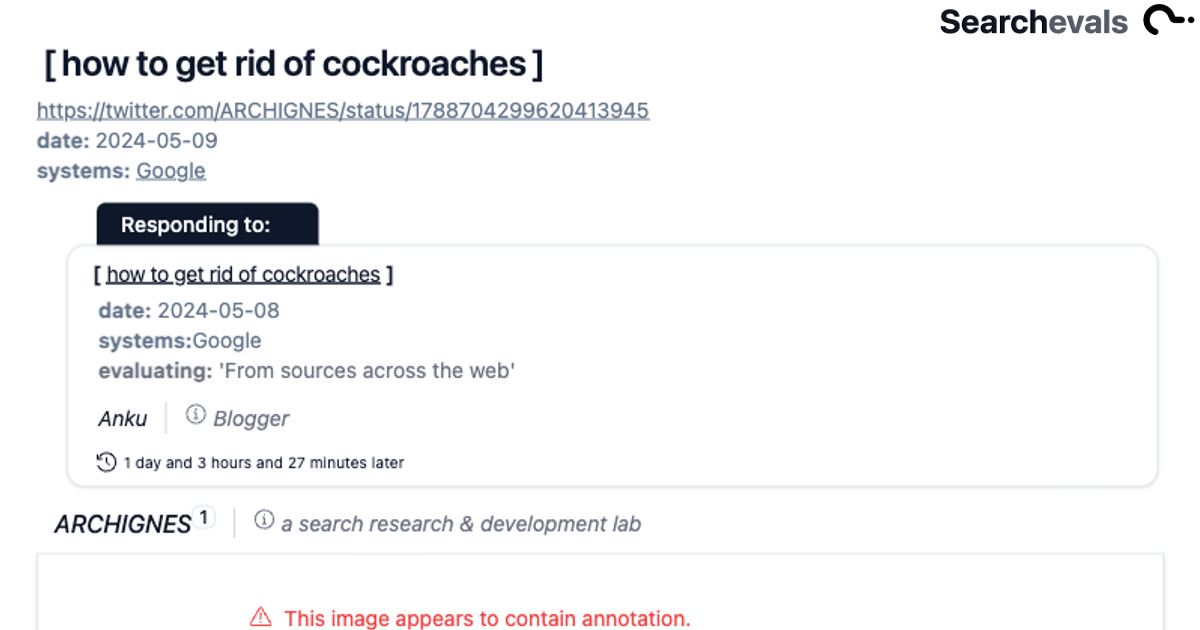 Searchevals
[ how to get rid of cockroaches ]
https://twitter.com/ARCHIGNES/status/1788704299620413945
date: 2024-05-09
systems: Google
Responding to:
[ how to get rid of cockroaches ]
date: 2024-05-08
systems:Google
evaluating: 'From sources across the web'
Anku Blogger
1 day and 3 hours and 27 minutes later
ARCHIGNES 1 a search research & development lab
This image appears to contain annotation.